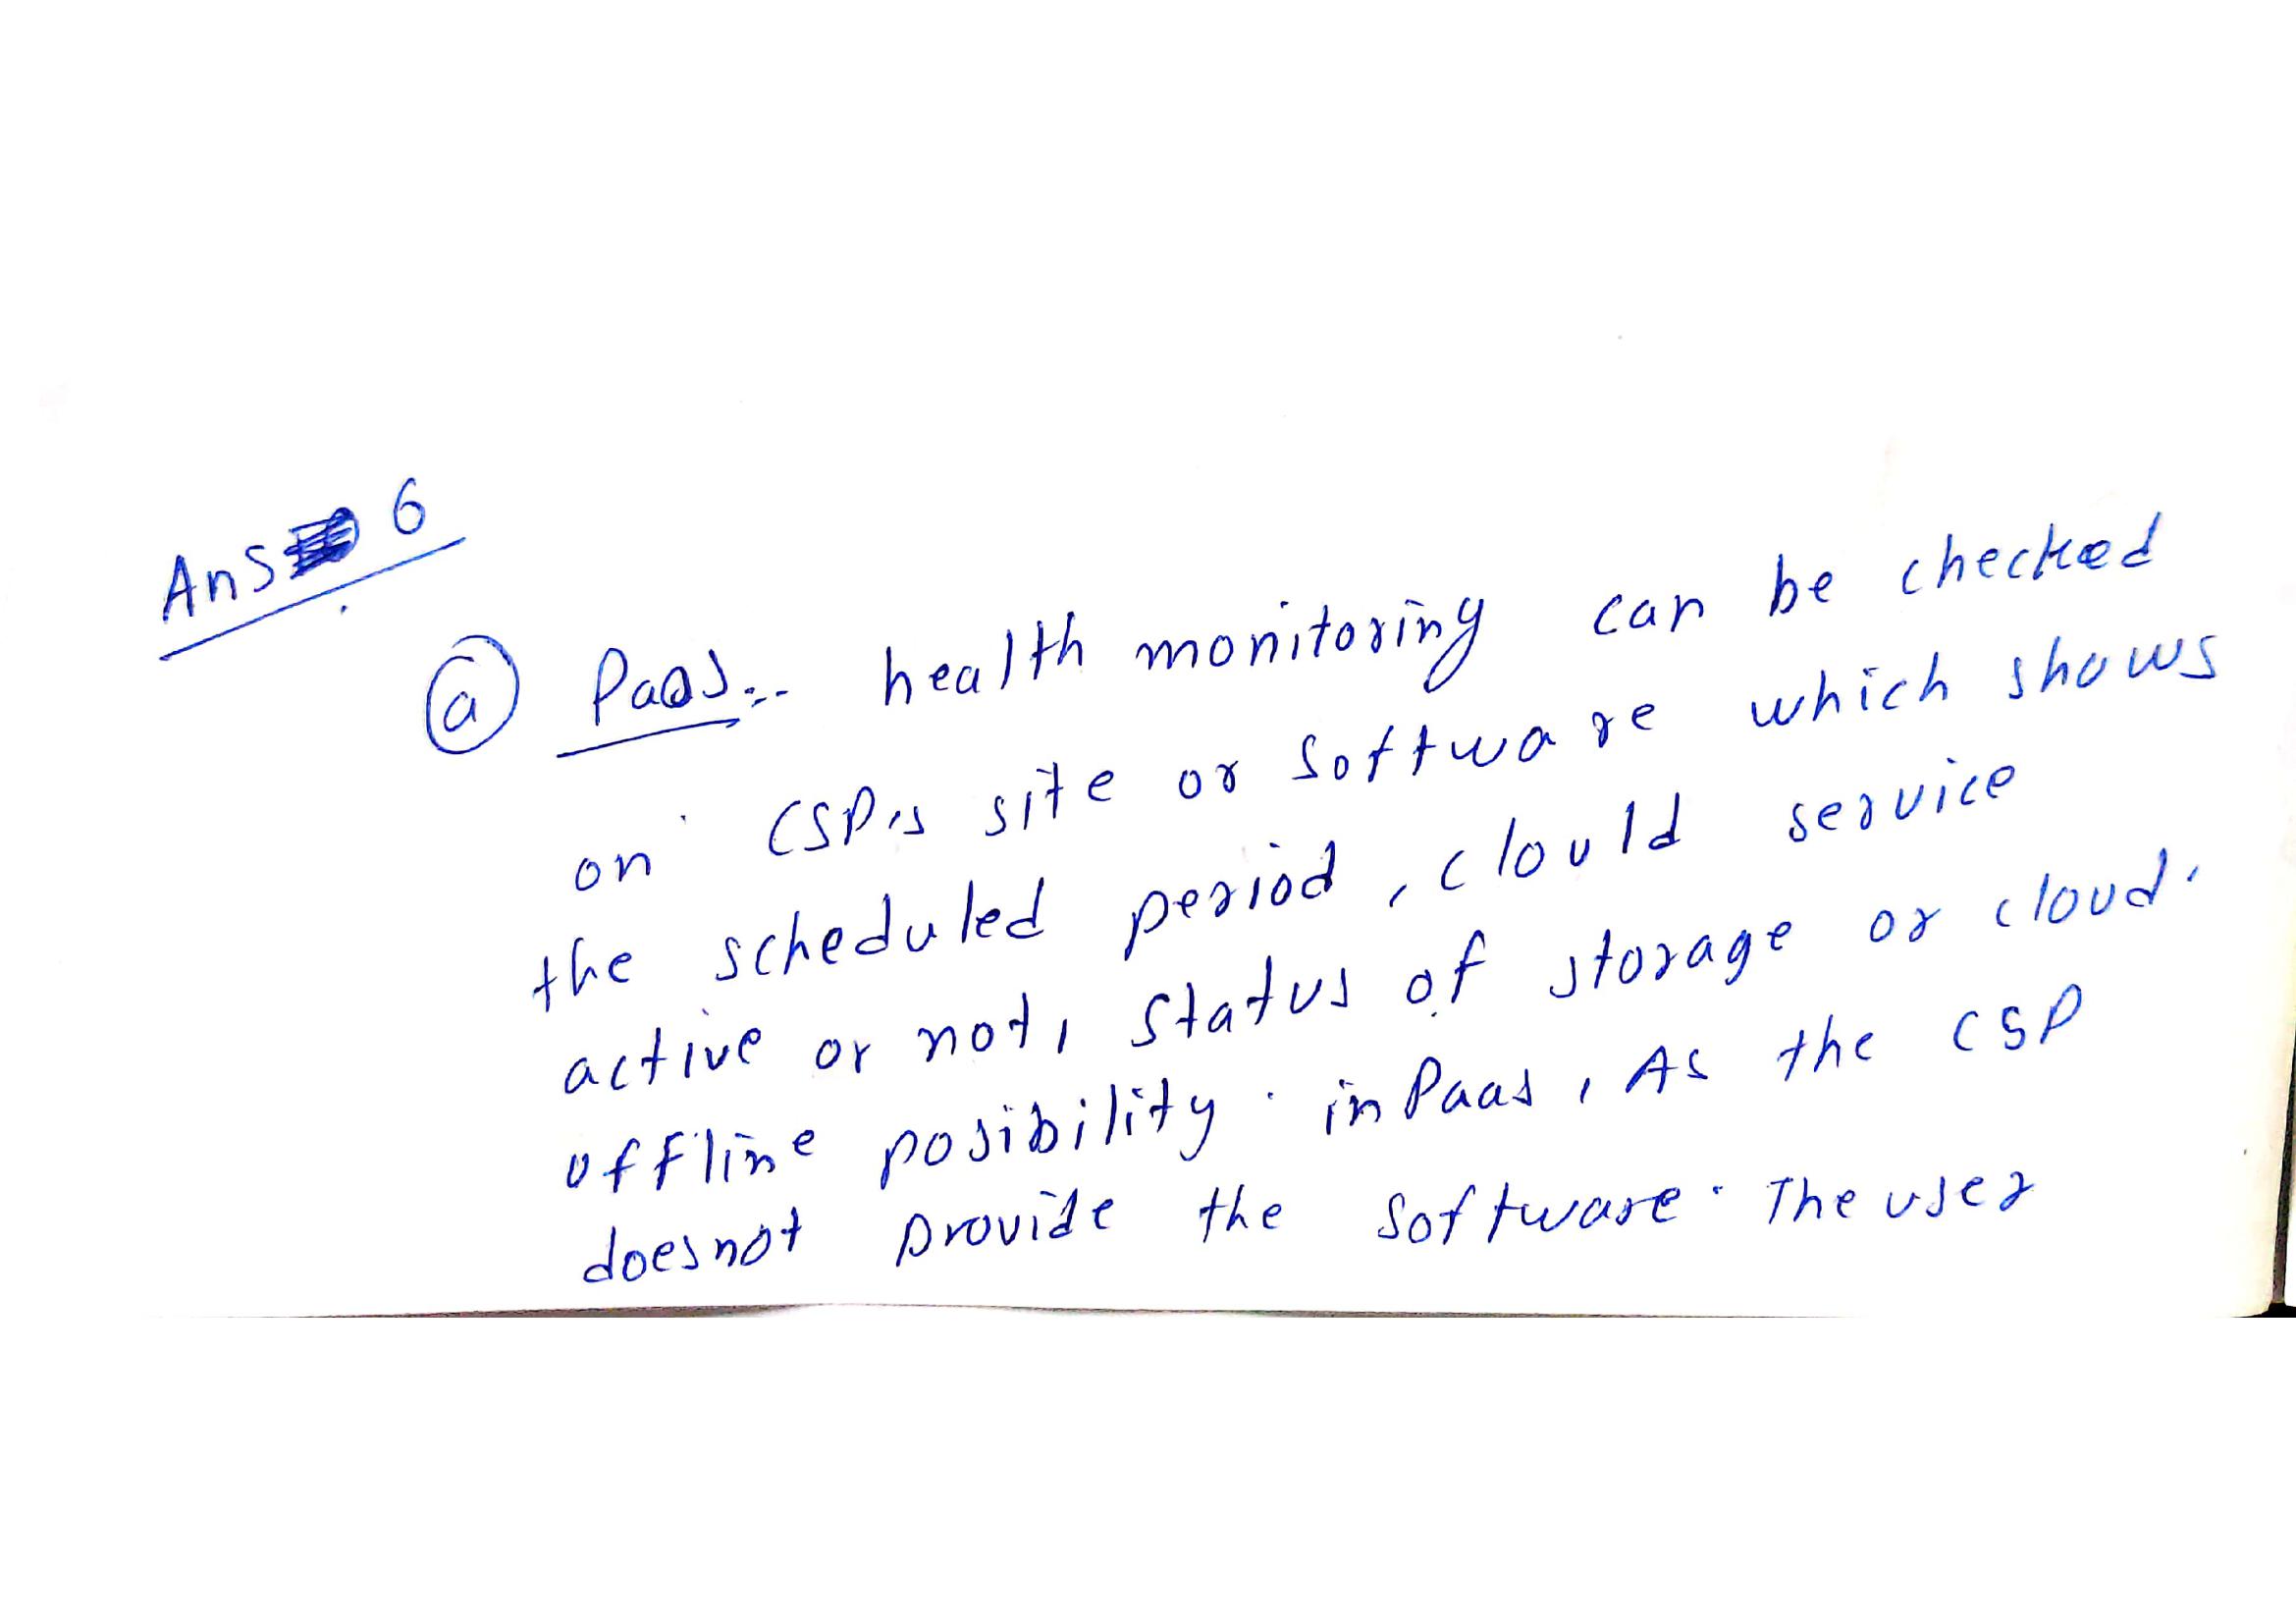 Ans 6
(a) Paas:- health monitoring can be checked
on CSP's site or software which shows
the scheduled period, clould service
active or not, status of storage or cloud.
offline posibility. in Paas, As the CSP
does not provide the software. The user